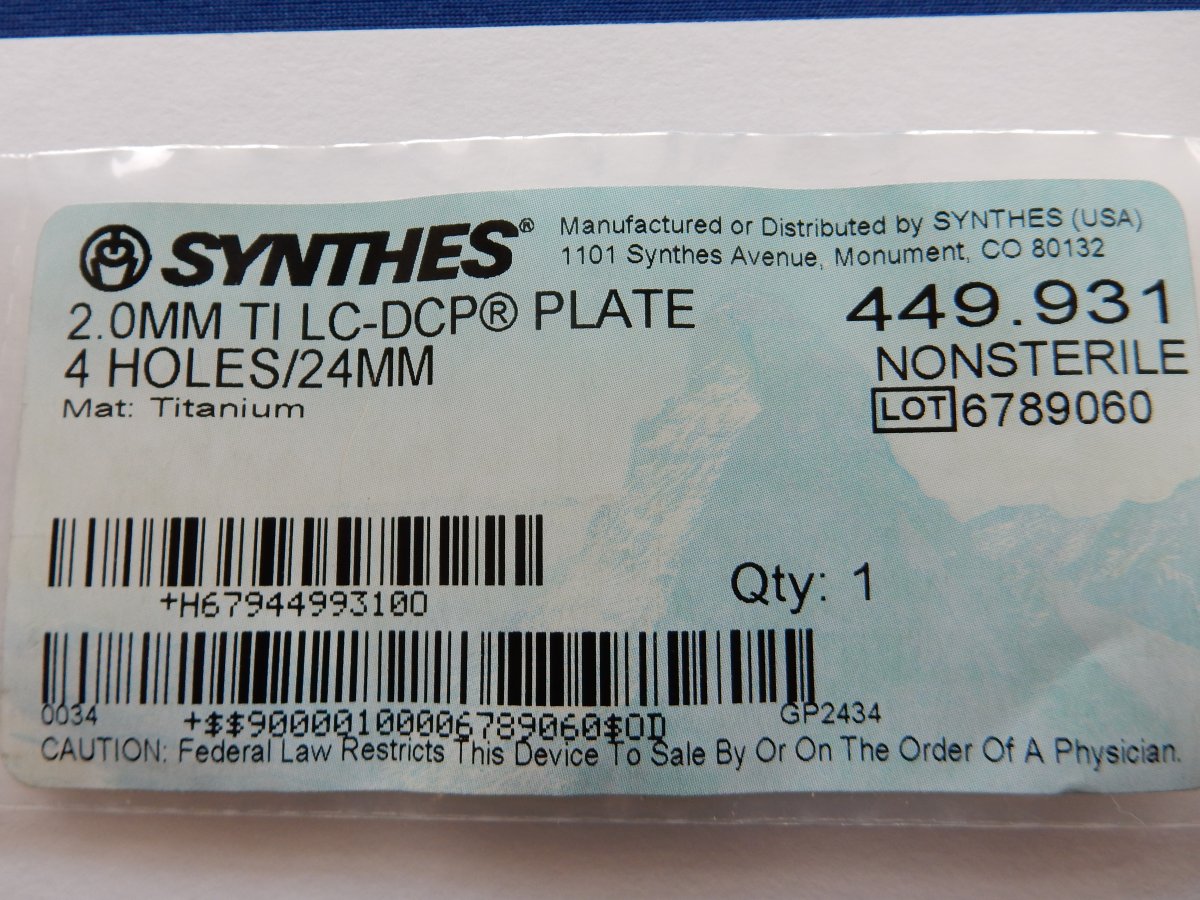 SYNTHES®
Manufactured or Distributed by SYNTHES (USA)
1101 Synthes Avenue, Monument, CO 80132
2.0MM TI LC-DCP® PLATE
4 HOLES/24MM
Mat: Titanium
449.931
NONSTERILE
LOT 6789060
+H67944993100
Qty: 1
0034
+$$90000100006789060$0D
GP2434
CAUTION: Federal Law Restricts This Device To Sale By Or On The Order Of A Physician.